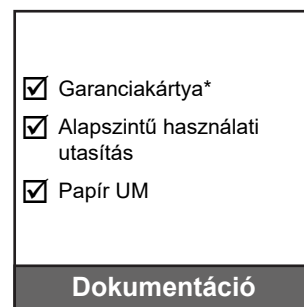 Garanciakártya*
Alapszintű használati
utasítás
Papír UM
Dokumentáció